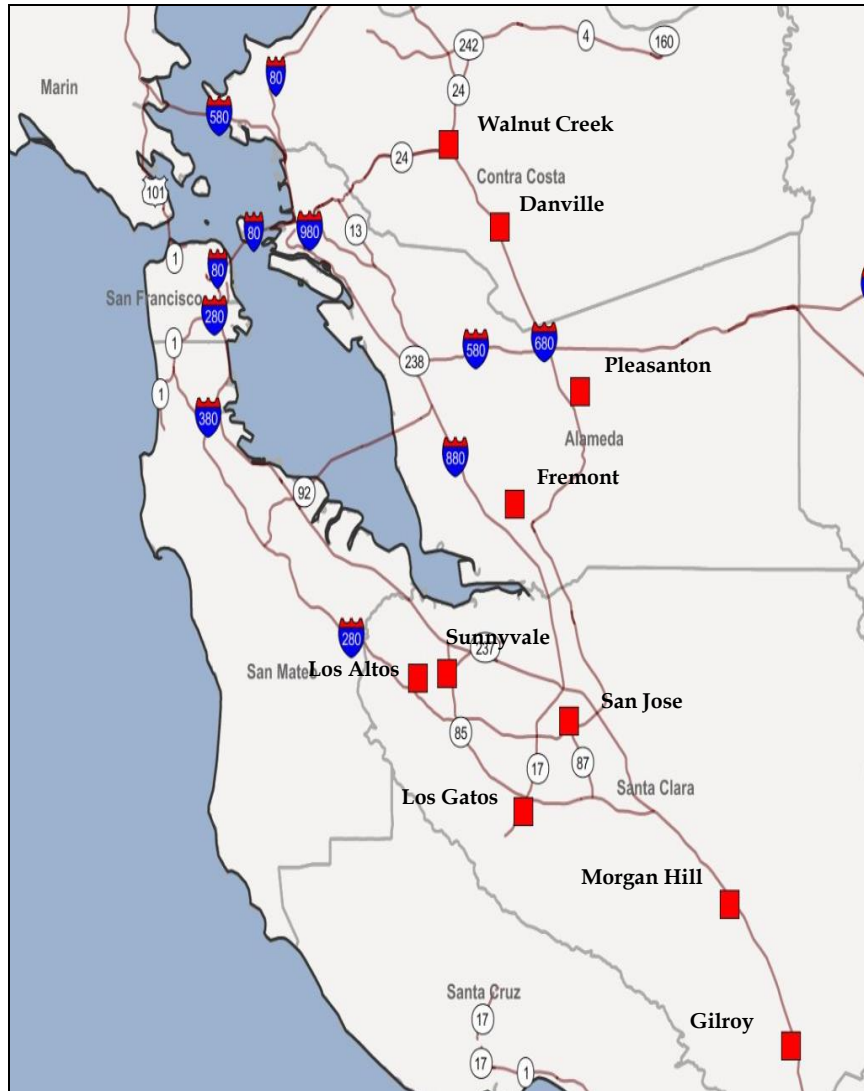 242
4
160
80
Marin
24
580
Walnut Creek
24
Contra Costa
101
Danville
80
980
13
1
80
San Francisco
280
1
680
580
238
Pleasanton
1
380
Alameda
880
Fremont
92
280
Sunnyvale
237
San Mateo
Los Altos
San Jose
85
17
87
Santa Clara
Los Gatos
Morgan Hill
Santa Cruz
17
Gilroy
17
1